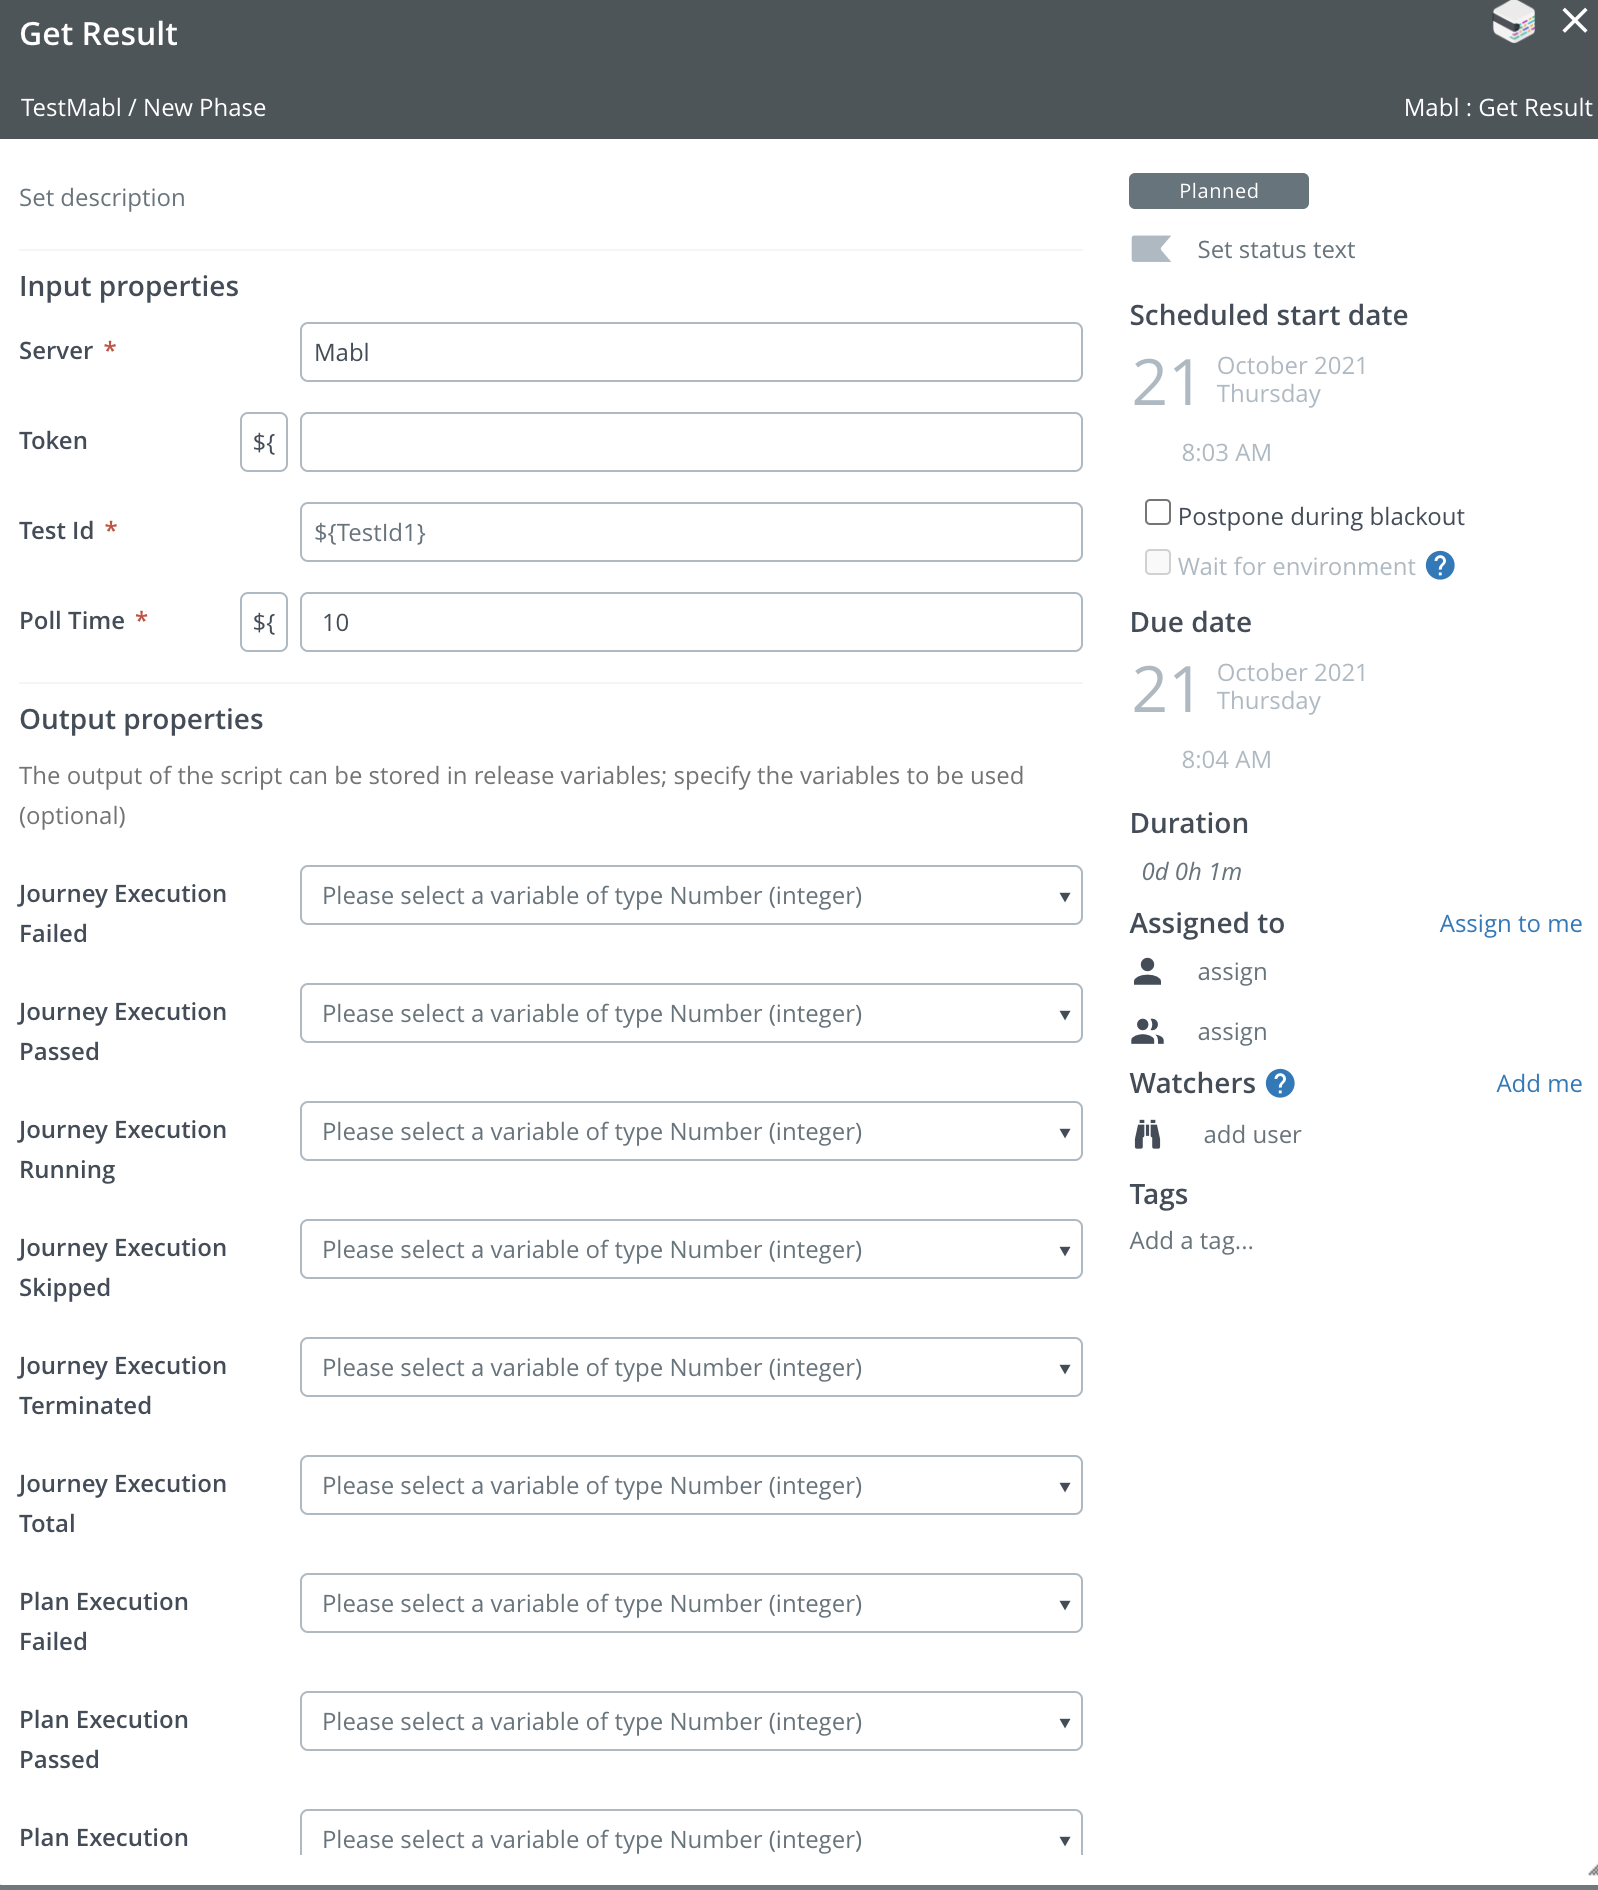 Get Result
TestMabl / New Phase
Mabl : Get Result
Set description
Input properties
Server *
Mabl
Token
${
Test Id *
${TestId1}
Poll Time *
${
10
Output properties
The output of the script can be stored in release variables; specify the variables to be used
(optional)
Journey Execution
Failed
Please select a variable of type Number (integer)
Journey Execution
Passed
Please select a variable of type Number (integer)
Journey Execution
Running
Please select a variable of type Number (integer)
Journey Execution
Skipped
Please select a variable of type Number (integer)
Journey Execution
Terminated
Please select a variable of type Number (integer)
Journey Execution
Total
Please select a variable of type Number (integer)
Plan Execution
Failed
Please select a variable of type Number (integer)
Plan Execution
Passed
Please select a variable of type Number (integer)
Plan Execution
Please select a variable of type Number (integer)
Planned
Set status text
Scheduled start date
21
October 2021
Thursday
8:03 AM
Postpone during blackout
Wait for environment ?
Due date
21
October 2021
Thursday
8:04 AM
Duration
0d 0h 1m
Assigned to
Assign to me
assign
assign
Watchers ?
Add me
add user
Tags
Add a tag...